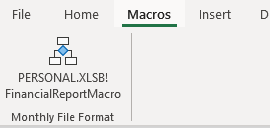 File Home Macros Insert D
PERSONAL.XLSB!
FinancialReportMacro
Monthly File Format